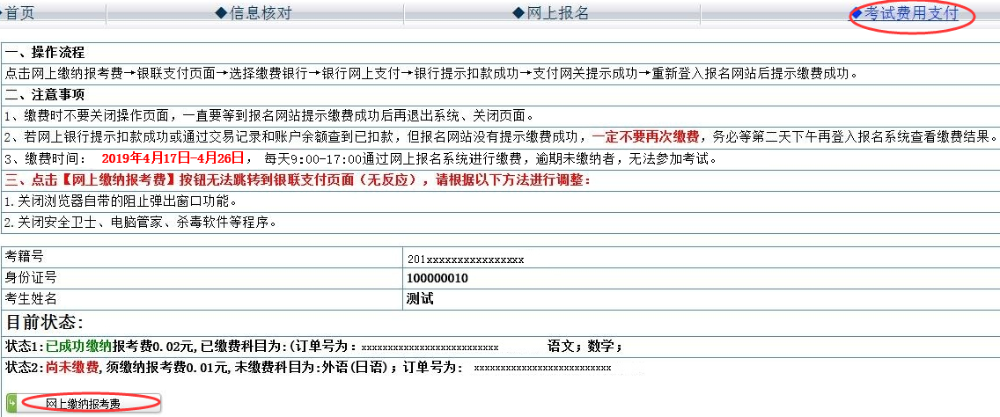 ◆首页 ◆信息核对 ◆网上报名 ◆考试费用支付
一、操作流程
点击网上缴纳报考费→银联支付页面→选择缴费银行→银行网上支付→银行提示扣款成功→支付网关提示成功→重新登入报名网站后提示缴费成功。
二、注意事项
1、缴费时不要关闭操作页面，一直要等到报名网站提示缴费成功后再退出系统、关闭页面。
2、若网上银行提示扣款成功或通过交易记录和账户余额查到已扣款，但报名网站没有提示缴费成功，一定不要再次缴费，务必等第二天下午再登入报名系统查看缴费结果。
3、缴费时间： 2019年4月17日-4月26日， 每天9:00-17:00通过网上报名系统进行缴费，逾期未缴纳者，无法参加考试。
三、点击【网上缴纳报考费】按钮无法跳转到银联支付页面（无反应），请根据以下方法进行调整：
1.关闭浏览器自带的阻止弹出窗口功能。
2.关闭安全卫士、电脑管家、杀毒软件等程序。
考籍号 201xxxxxxxxxxxxxxxx
身份证号 100000010
考生姓名 测试
目前状态:
状态1:已成功缴纳报考费0.02元,已缴费科目为:(订单号为：xxxxxxxxxxxxxxxxxxxxxxxxxx 语文；数学；
状态2:尚未缴费,须缴纳报考费0.01元,未缴费科目为:外语(日语)；订单号为: xxxxxxxxxxxxxxxxxxxxxxxxxx
网上缴纳报考费